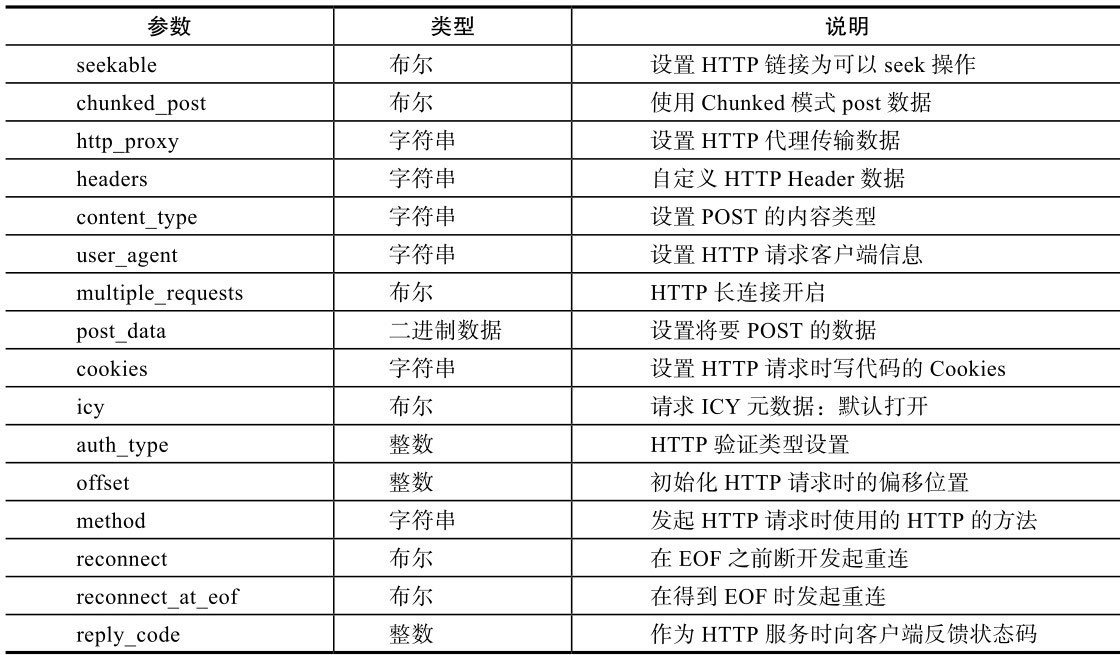 参数 类型 说明
seekable 布尔 设置 HTTP 链接为可以 seek 操作
chunked_post 布尔 使用 Chunked 模式 post 数据
http_proxy 字符串 设置 HTTP 代理传输数据
headers 字符串 自定义 HTTP Header 数据
content_type 字符串 设置 POST 的内容类型
user_agent 字符串 设置 HTTP 请求客户端信息
multiple_requests 布尔 HTTP 长连接开启
post_data 二进制数据 设置将要 POST 的数据
cookies 字符串 设置 HTTP 请求时写代码的 Cookies
icy 布尔 请求 ICY 元数据：默认打开
auth_type 整数 HTTP 验证类型设置
offset 整数 初始化 HTTP 请求时的偏移位置
method 字符串 发起 HTTP 请求时使用的 HTTP 的方法
reconnect 布尔 在 EOF 之前断开发起重连
reconnect_at_eof 布尔 在得到 EOF 时发起重连
reply_code 整数 作为 HTTP 服务时向客户端反馈状态码